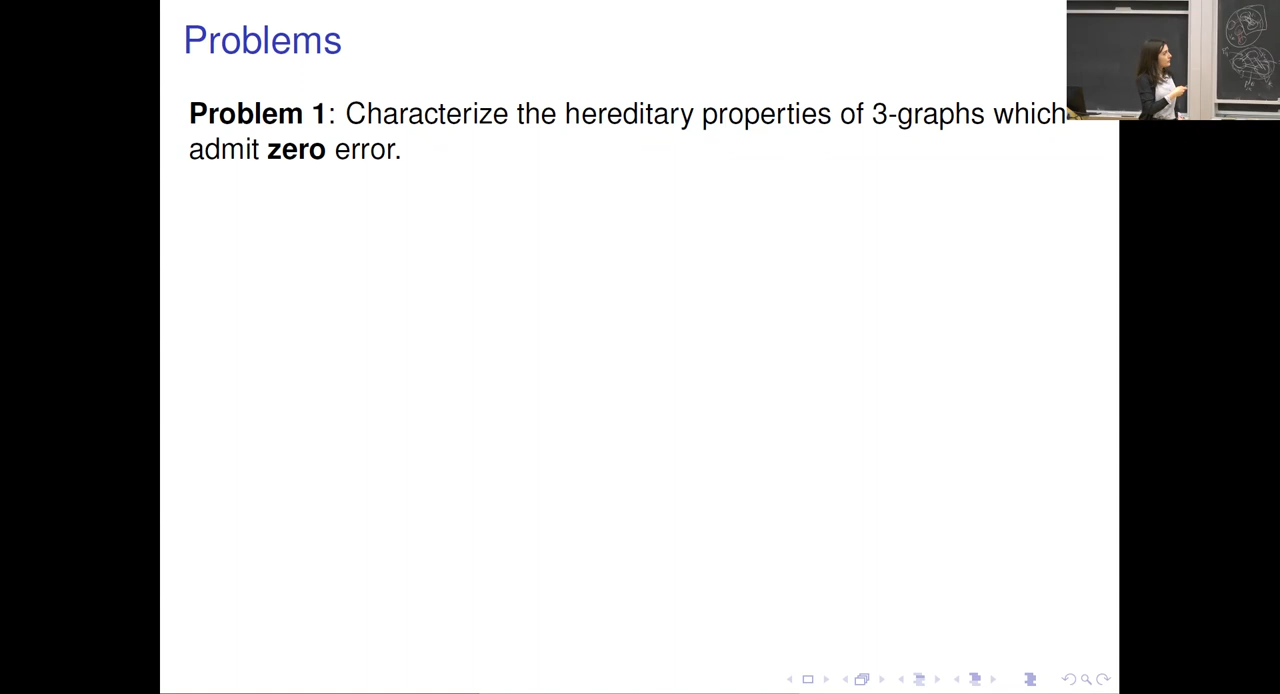 Problems
Problem 1: Characterize the hereditary properties of 3-graphs which
admit zero error.